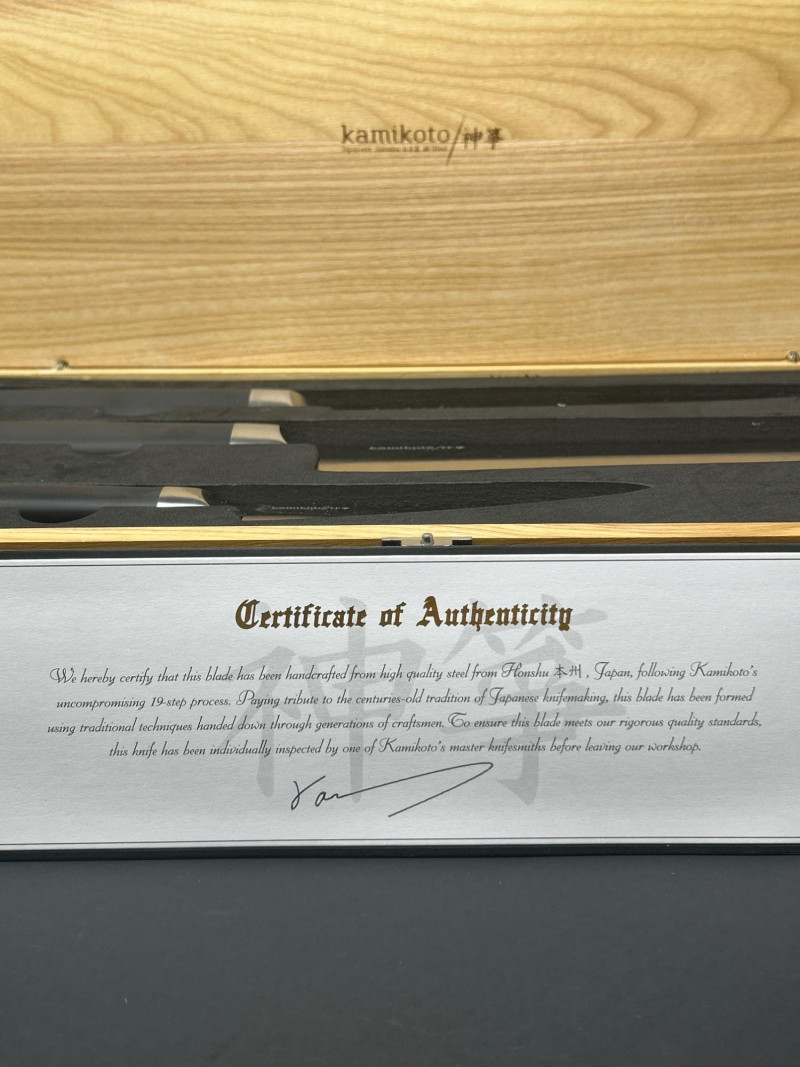 kamikoto/神箏
kamikoto
kamikoto
Certificate of Authenticity
神箏
We hereby certify that this blade has been handcrafted from high quality steel from Honshu 本州, Japan, following Kamikoto's
uncompromising 19-step process. Paying tribute to the centuries-old tradition of Japanese knifemaking, this blade has been formed
using traditional techniques handed down through generations of craftsmen. To ensure this blade meets our rigorous quality standards,
this knife has been individually inspected by one of Kamikoto's master knifesmiths before leaving our workshop.